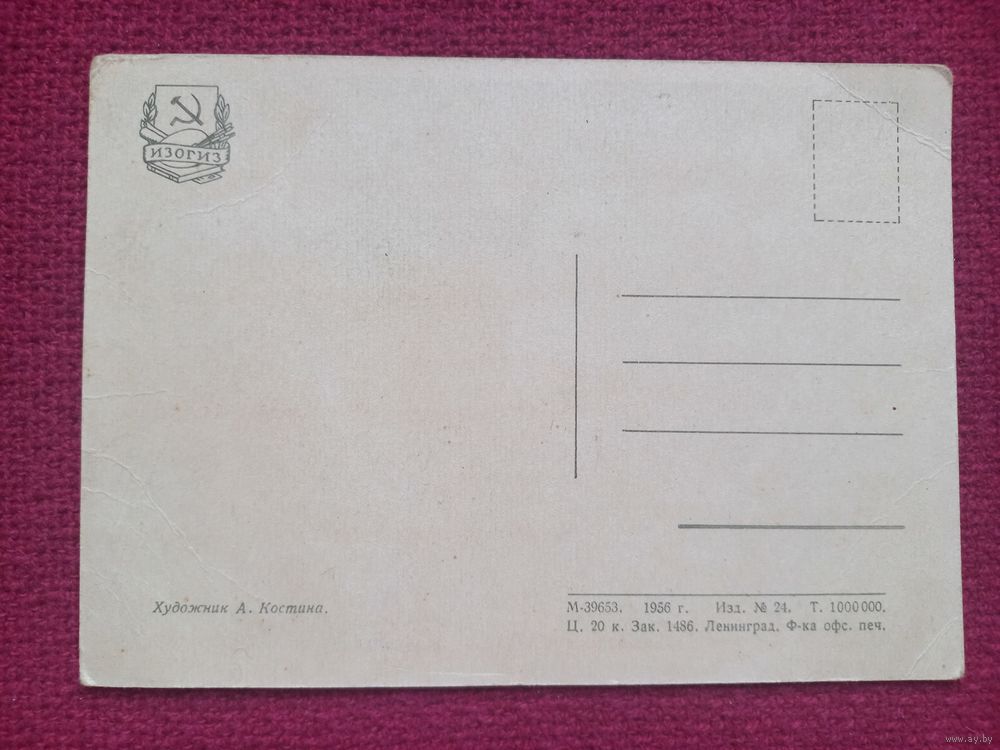 ИЗОГИЗ
Художник А. Костина.
М-39653. 1956 г. Изд. № 24. Т. 1000000.
Ц. 20 к. Зак. 1486. Ленинград. Ф-ка офс. печ.
www.ay.by